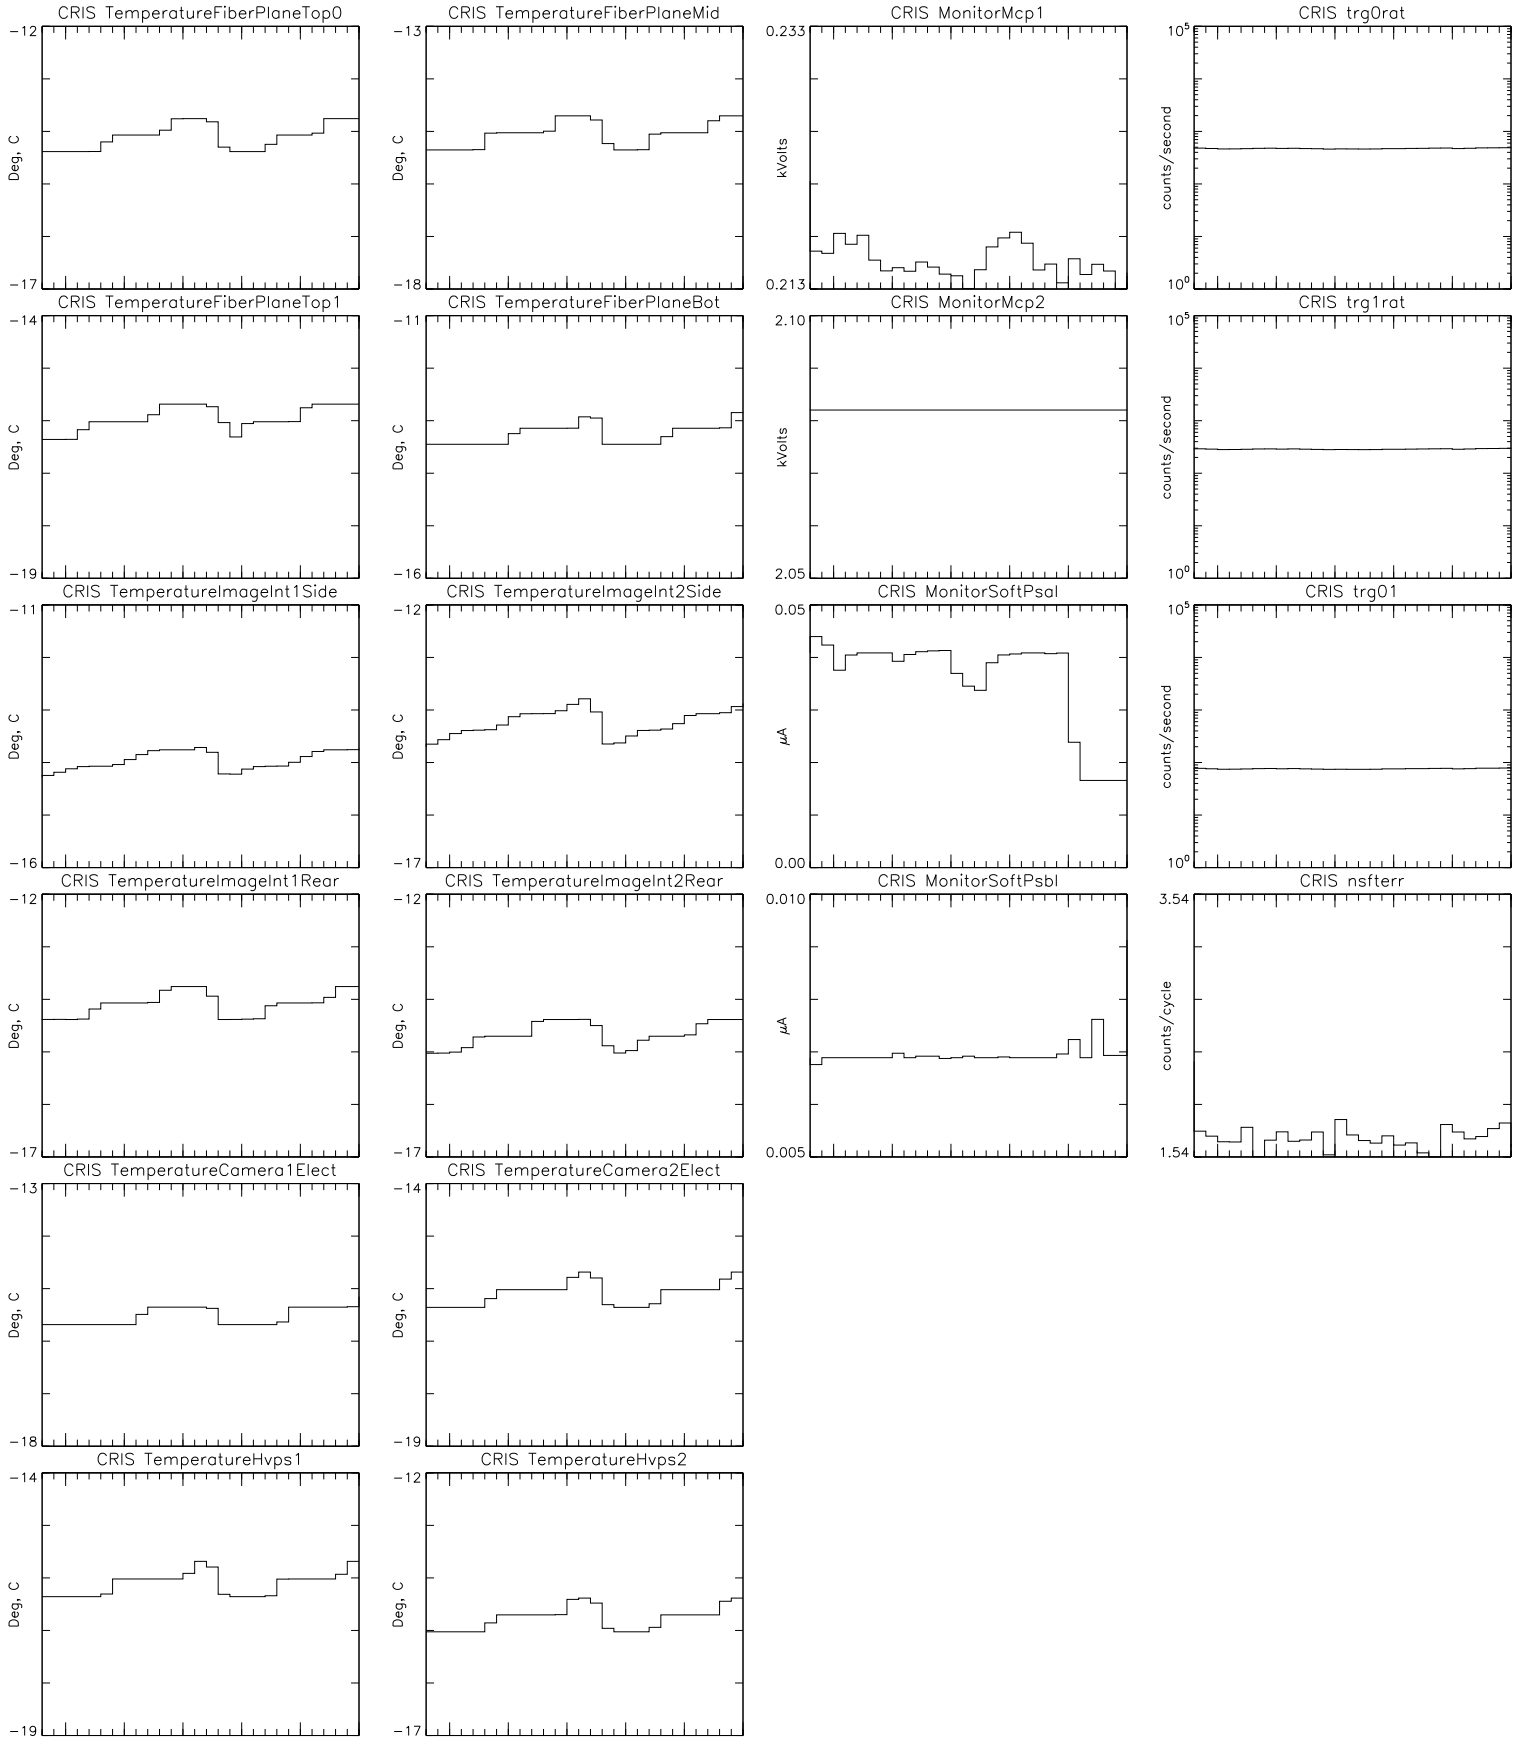 CRIS TemperatureFiberPlaneTop0
CRIS TemperatureFiberPlaneMid
CRIS MonitorMcp1
CRIS trg0rat
−12
−13
0.233
10⁵
Deg, C
Deg, C
kVolts
counts/second
−17
−18
0.213
10⁰
CRIS TemperatureFiberPlaneTop1
CRIS TemperatureFiberPlaneBot
CRIS MonitorMcp2
CRIS trg1rat
−14
−11
2.10
10⁵
Deg, C
Deg, C
kVolts
counts/second
−19
−16
2.05
10⁰
CRIS TemperatureImageInt1Side
CRIS TemperatureImageInt2Side
CRIS MonitorSoftPsaI
CRIS trg01
−11
−12
0.05
10⁵
Deg, C
Deg, C
μA
counts/second
−16
−17
0.00
10⁰
CRIS TemperatureImageInt1Rear
CRIS TemperatureImageInt2Rear
CRIS MonitorSoftPsbI
CRIS nsfterr
−12
−12
0.010
3.54
Deg, C
Deg, C
μA
counts/cycle
−17
−17
0.005
1.54
CRIS TemperatureCamera1Elect
CRIS TemperatureCamera2Elect
−13
−14
Deg, C
Deg, C
−18
−19
CRIS TemperatureHvps1
CRIS TemperatureHvps2
−14
−12
Deg, C
Deg, C
−19
−17